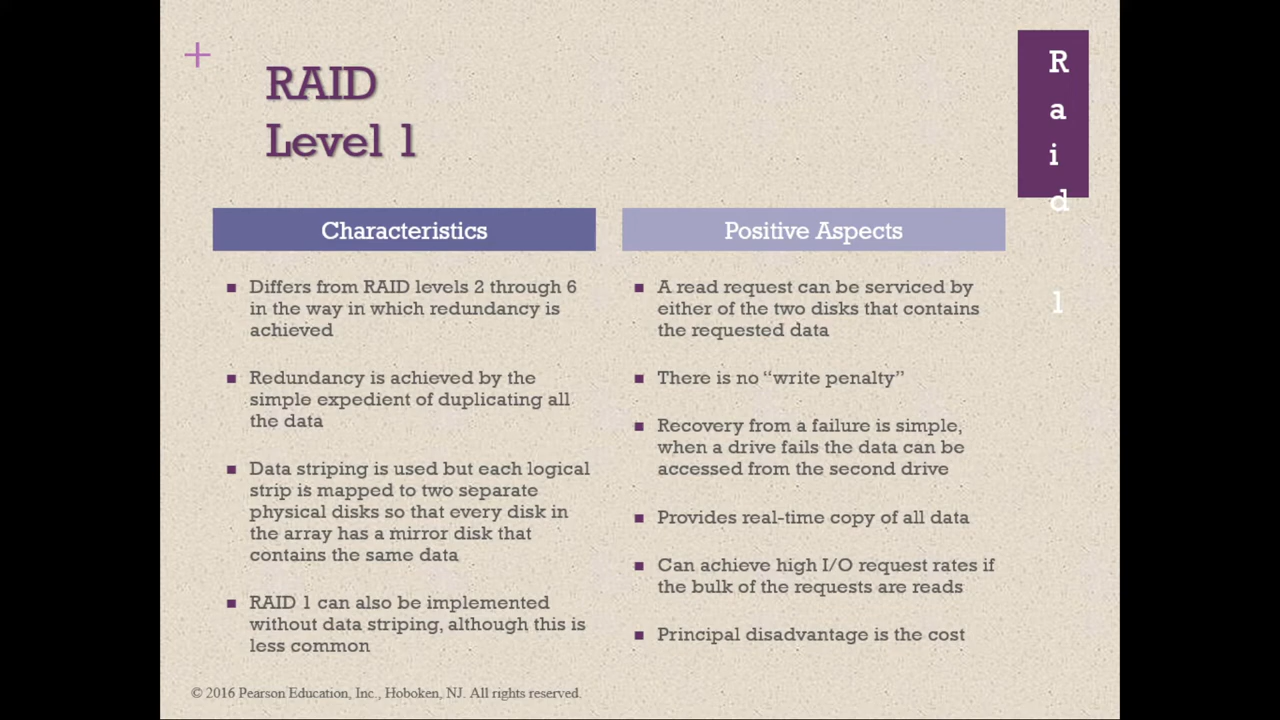 +
RAID
Level 1
R
a
i
d
1
Characteristics
■ Differs from RAID levels 2 through 6
in the way in which redundancy is
achieved
■ Redundancy is achieved by the
simple expedient of duplicating all
the data
■ Data striping is used but each logical
strip is mapped to two separate
physical disks so that every disk in
the array has a mirror disk that
contains the same data
■ RAID 1 can also be implemented
without data striping, although this is
less common
Positive Aspects
■ A read request can be serviced by
either of the two disks that contains
the requested data
■ There is no “write penalty”
■ Recovery from a failure is simple,
when a drive fails the data can be
accessed from the second drive
■ Provides real-time copy of all data
■ Can achieve high I/O request rates if
the bulk of the requests are reads
■ Principal disadvantage is the cost
© 2016 Pearson Education, Inc., Hoboken, NJ. All rights reserved.